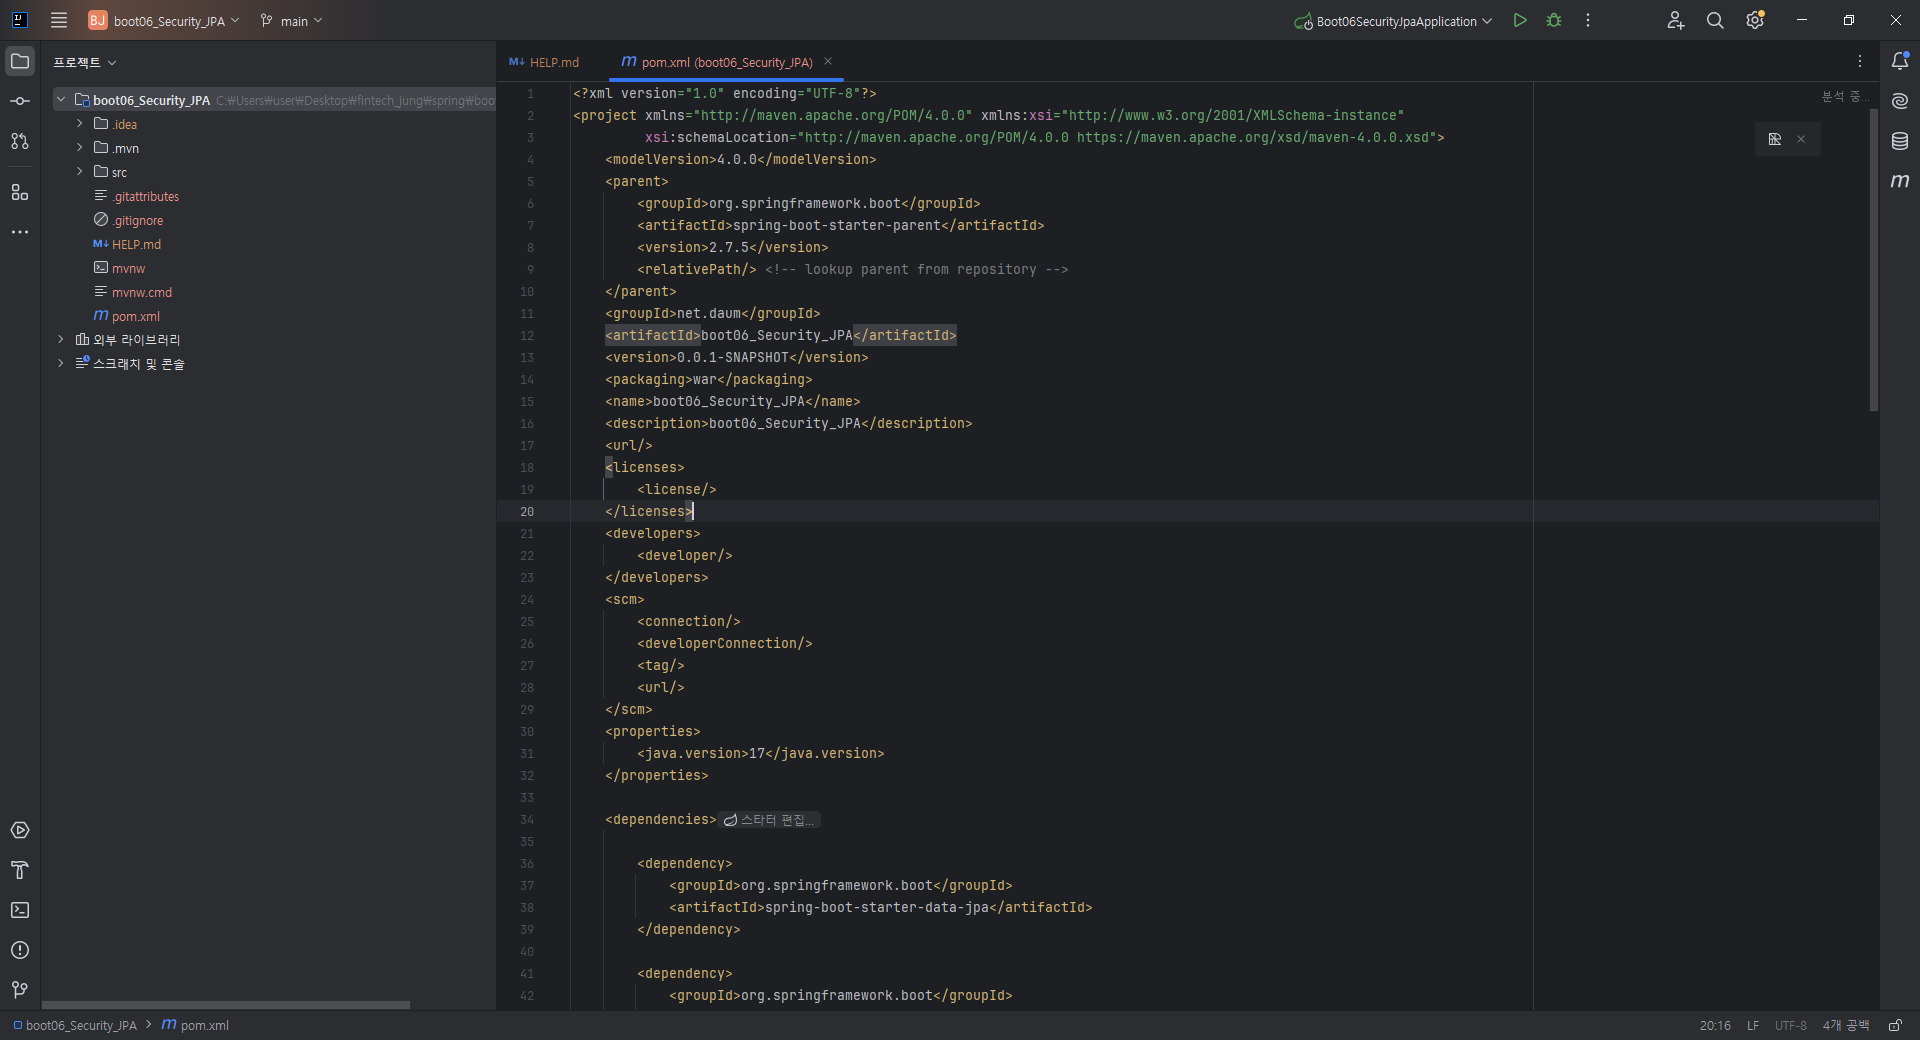 BJ boot06_Security_JPA main Boot06SecurityJpaApplication
프로젝트
boot06_Security_JPA C:₩Users₩user₩Desktop₩fintech_jung₩spring₩boo
.idea
.mvn
src
.gitattributes
.gitignore
M↓ HELP.md
mvnw
mvnw.cmd
m pom.xml
외부 라이브러리
스크래치 및 콘솔
M↓ HELP.md m pom.xml (boot06_Security_JPA)
분석 중...
1 <?xml version="1.0" encoding="UTF-8"?>
2 <project xmlns="http://maven.apache.org/POM/4.0.0" xmlns:xsi="http://www.w3.org/2001/XMLSchema-instance"
3 xsi:schemaLocation="http://maven.apache.org/POM/4.0.0 https://maven.apache.org/xsd/maven-4.0.0.xsd">
4 <modelVersion>4.0.0</modelVersion>
5 <parent>
6 <groupId>org.springframework.boot</groupId>
7 <artifactId>spring-boot-starter-parent</artifactId>
8 <version>2.7.5</version>
9 <relativePath/> <!-- lookup parent from repository -->
10 </parent>
11 <groupId>net.daum</groupId>
12 <artifactId>boot06_Security_JPA</artifactId>
13 <version>0.0.1-SNAPSHOT</version>
14 <packaging>war</packaging>
15 <name>boot06_Security_JPA</name>
16 <description>boot06_Security_JPA</description>
17 <url/>
18 <licenses>
19 <license/>
20 </licenses>
21 <developers>
22 <developer/>
23 </developers>
24 <scm>
25 <connection/>
26 <developerConnection/>
27 <tag/>
28 <url/>
29 </scm>
30 <properties>
31 <java.version>17</java.version>
32 </properties>
33
34 <dependencies> 스타터 편집...
35
36 <dependency>
37 <groupId>org.springframework.boot</groupId>
38 <artifactId>spring-boot-starter-data-jpa</artifactId>
39 </dependency>
40
41 <dependency>
42 <groupId>org.springframework.boot</groupId>
m
boot06_Security_JPA m pom.xml
20:16 LF UTF-8 4개 공백